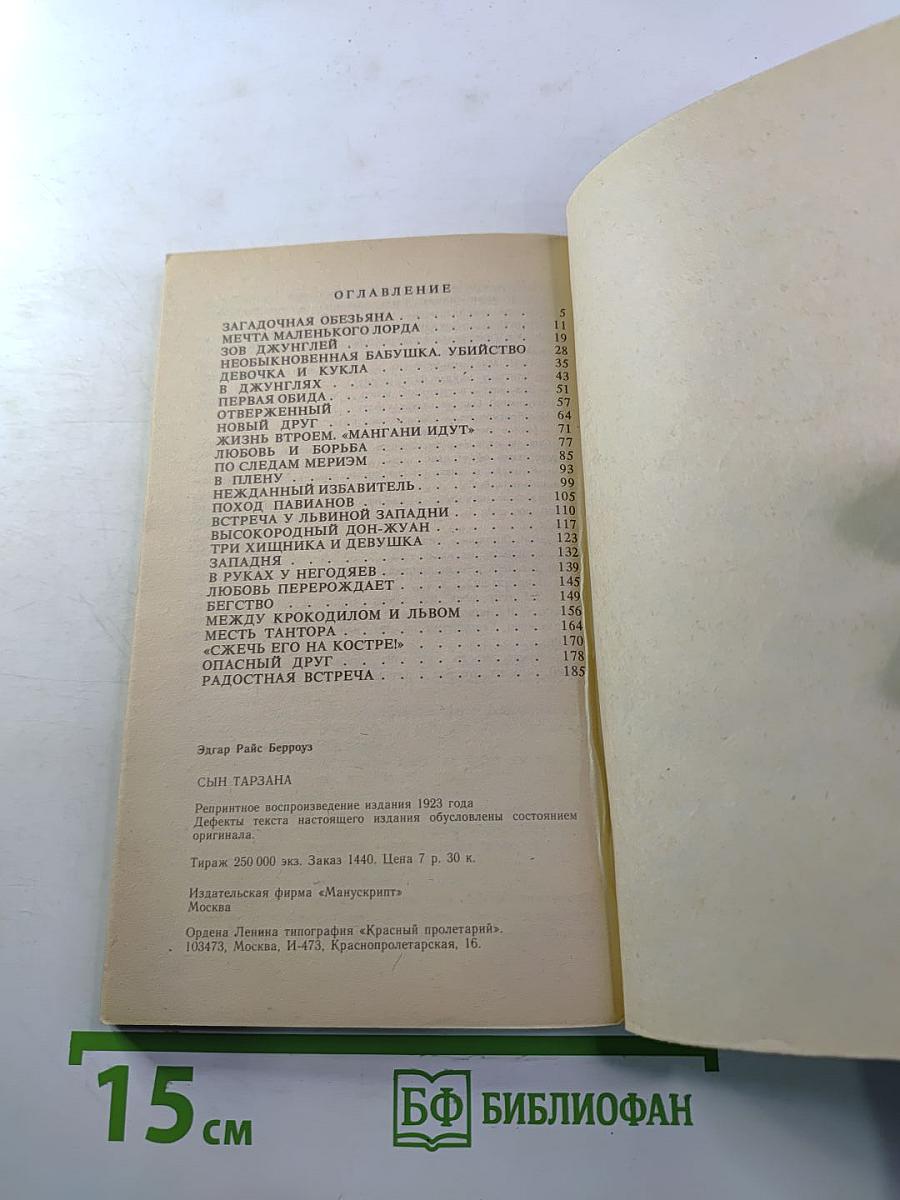 ОГЛАВЛЕНИЕ
ЗАГАДОЧНАЯ ОБЕЗЬЯНА . . . . . . . . 5
МЕЧТА МАЛЕНЬКОГО ЛОРДА . . . . . . . 11
ЗОВ ДЖУНГЛЕЙ . . . . . . . . . . 19
НЕОБЫКНОВЕННАЯ БАБУШКА. УБИЙСТВО 28
ДЕВОЧКА И КУКЛА . . . . . . . . . 35
В ДЖУНГЛЯХ . . . . . . . . . . . 43
ПЕРВАЯ ОБИДА . . . . . . . . . . 51
ОТВЕРЖЕННЫЙ . . . . . . . . . . 57
НОВЫЙ ДРУГ . . . . . . . . . . . 64
ЖИЗНЬ ВТРОЕМ. «МАНГАНИ ИДУТ» . . . 71
ЛЮБОВЬ И БОРЬБА . . . . . . . . . 77
ПО СЛЕДАМ МЕРИЭМ . . . . . . . . 85
В ПЛЕНУ . . . . . . . . . . . . 93
НЕЖДАННЫЙ ИЗБАВИТЕЛЬ . . . . . . . 99
ПОХОД ПАВИАНОВ . . . . . . . . . 105
ВСТРЕЧА У ЛЬВИНОЙ ЗАПАДНИ . . . . . 110
ВЫСОКОРОДНЫЙ ДОН-ЖУАН . . . . . . 117
ТРИ ХИЩНИКА И ДЕВУШКА . . . . . . 123
ЗАПАДНЯ . . . . . . . . . . . . 132
В РУКАХ У НЕГОДЯЕВ . . . . . . . . 139
ЛЮБОВЬ ПЕРЕРОЖДАЕТ . . . . . . . 145
БЕГСТВО . . . . . . . . . . . . 149
МЕЖДУ КРОКОДИЛОМ И ЛЬВОМ . . . . . 156
МЕСТЬ ТАНТОРА . . . . . . . . . . 164
«СЖЕЧЬ ЕГО НА КОСТРЕ!» . . . . . . . 170
ОПАСНЫЙ ДРУГ . . . . . . . . . . 178
РАДОСТНАЯ ВСТРЕЧА . . . . . . . . 185
Эдгар Райс Берроуз
СЫН ТАРЗАНА
Репринтное воспроизведение издания 1923 года
Дефекты текста настоящего издания обусловлены состоянием
оригинала.
Тираж 250 000 экз. Заказ 1440. Цена 7 р. 30 к.
Издательская фирма «Манускрипт»
Москва
Ордена Ленина типография «Красный пролетарий».
103473, Москва, И-473, Краснопролетарская, 16.
15 см
БФ БИБЛИОФАН